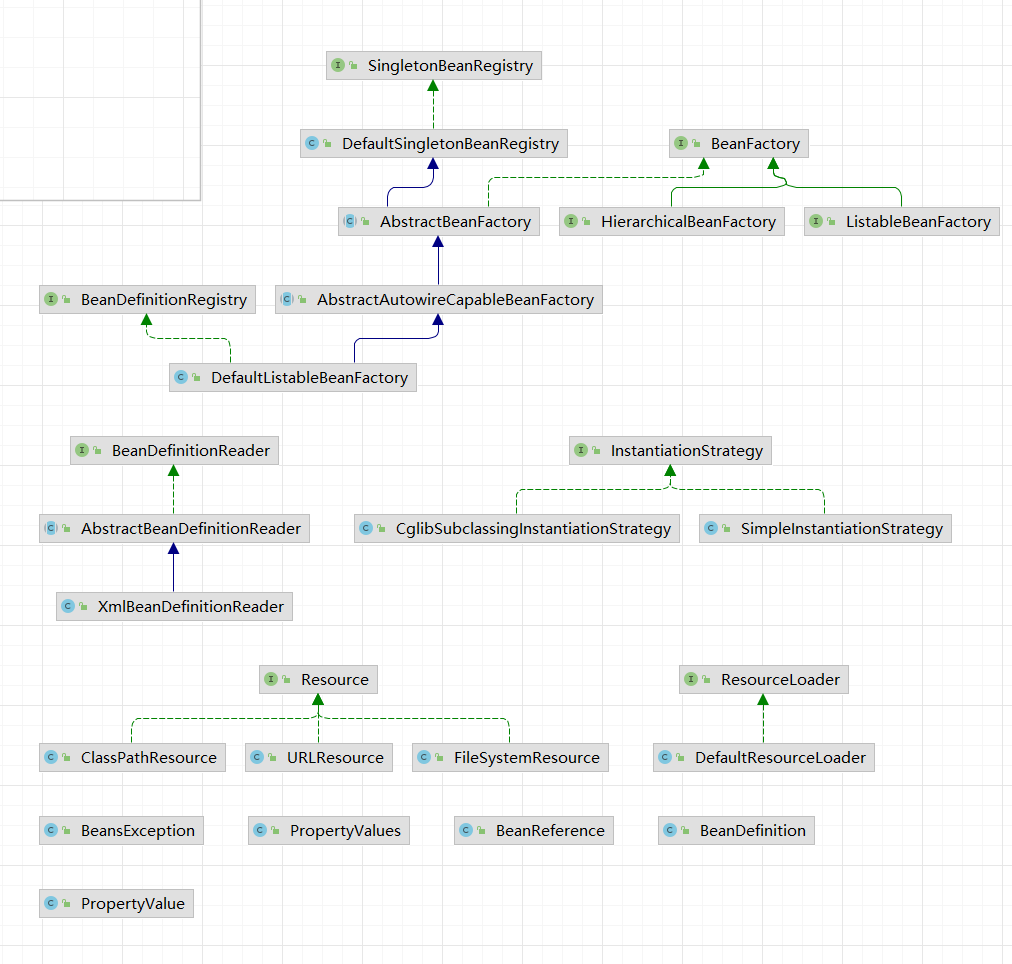 SingletonBeanRegistry
DefaultSingletonBeanRegistry
BeanFactory
AbstractBeanFactory
HierarchicalBeanFactory
ListableBeanFactory
BeanDefinitionRegistry
AbstractAutowireCapableBeanFactory
DefaultListableBeanFactory
BeanDefinitionReader
InstantiationStrategy
AbstractBeanDefinitionReader
CglibSubclassingInstantiationStrategy
SimpleInstantiationStrategy
XmlBeanDefinitionReader
Resource
ResourceLoader
ClassPathResource
URLResource
FileSystemResource
DefaultResourceLoader
BeansException
PropertyValues
BeanReference
BeanDefinition
PropertyValue